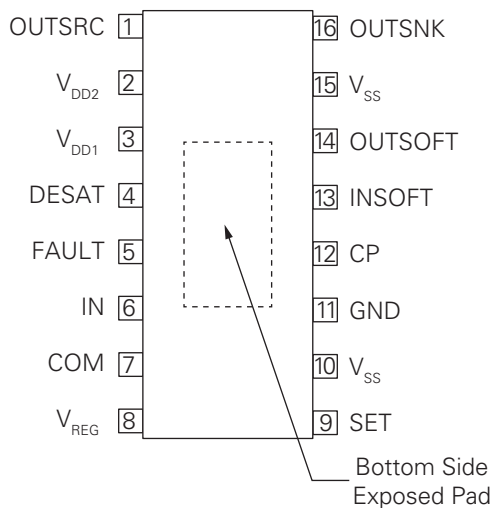 OUTSRC 1 16 OUTSNK
VDD2 2 15 VSS
VDD1 3 14 OUTSOFT
DESAT 4 13 INSOFT
FAULT 5 12 CP
IN 6 11 GND
COM 7 10 VSS
VREG 8 9 SET
Bottom Side
Exposed Pad